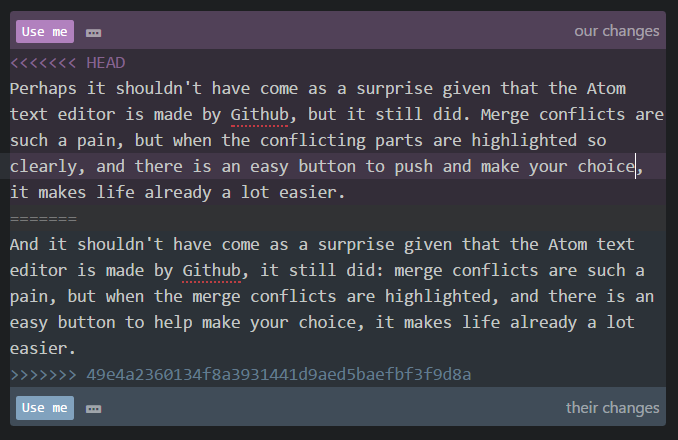 Use me ... our changes
<<<<<<< HEAD
Perhaps it shouldn't have come as a surprise given that the Atom
text editor is made by Github, but it still did. Merge conflicts are
such a pain, but when the conflicting parts are highlighted so
clearly, and there is an easy button to push and make your choice,
it makes life already a lot easier.
=======
And it shouldn't have come as a surprise given that the Atom text
editor is made by Github, it still did: merge conflicts are such a
pain, but when the merge conflicts are highlighted, and there is an
easy button to help make your choice, it makes life already a lot
easier.
>>>>>>> 49e4a2360134f8a3931441d9aed5baefbf3f9d8a
Use me ... their changes